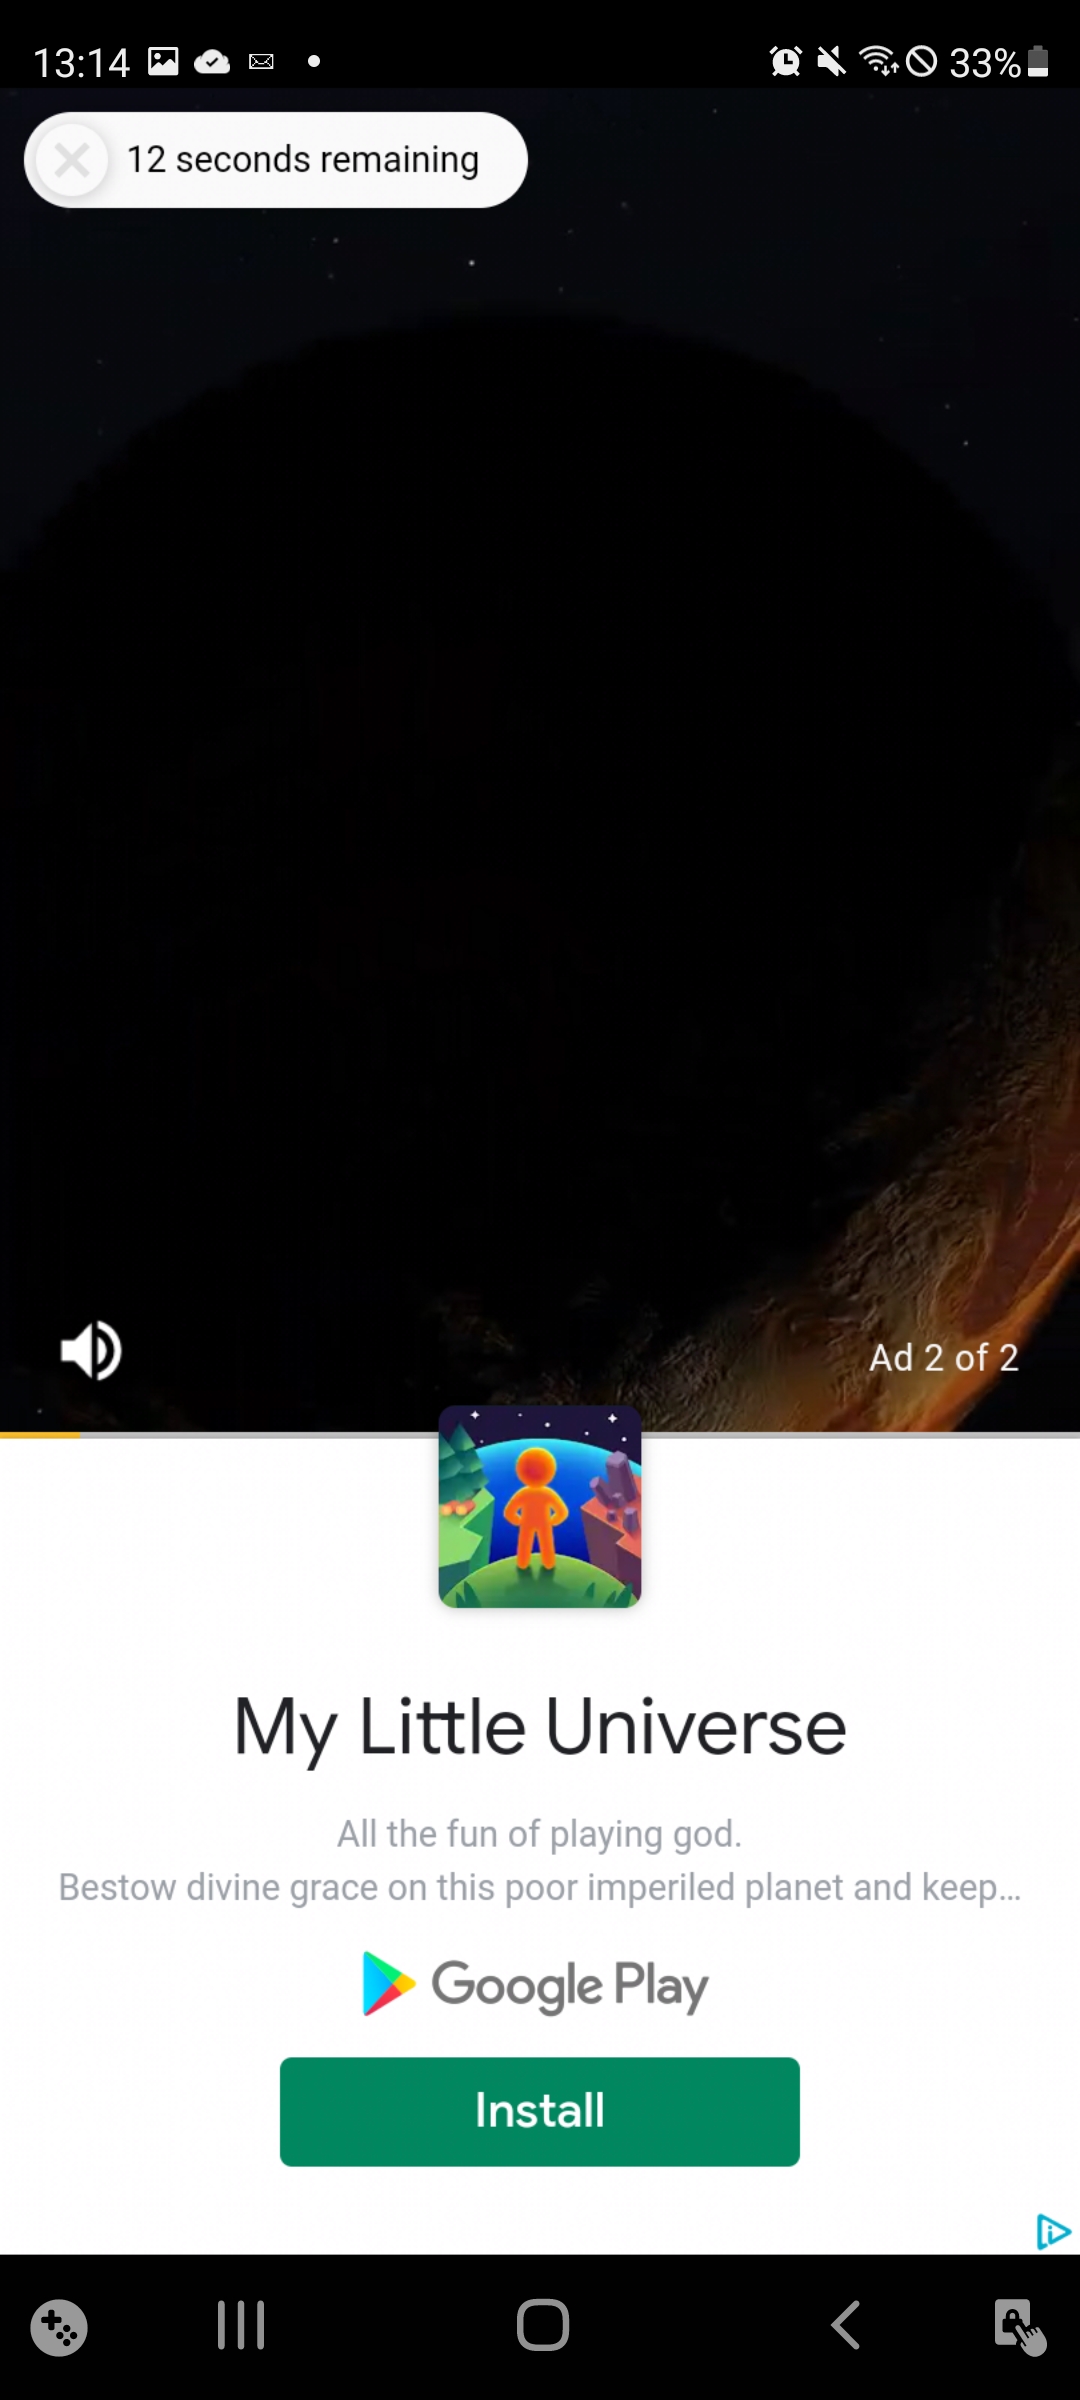 13:14
33%
12 seconds remaining
Ad 2 of 2
My Little Universe
All the fun of playing god.
Bestow divine grace on this poor imperiled planet and keep...
Google Play
Install